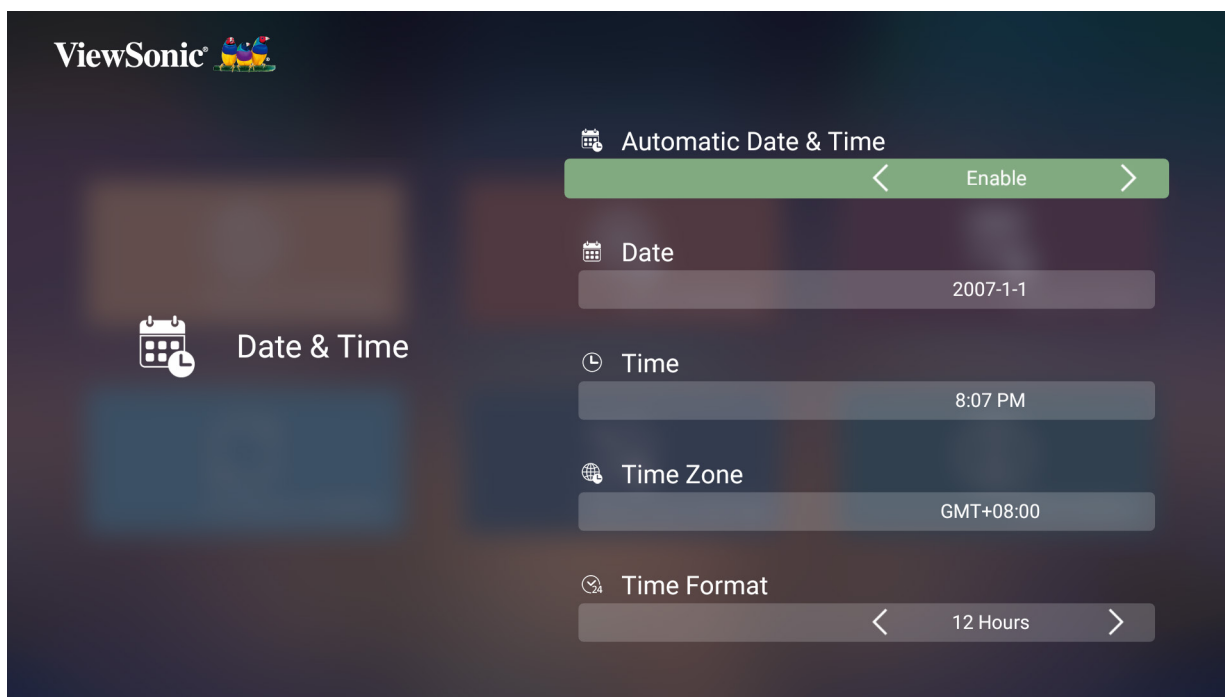 ViewSonic®
Automatic Date & Time
Enable
Date
2007-1-1
Date & Time
Time
8:07 PM
Time Zone
GMT+08:00
24
Time Format
12 Hours